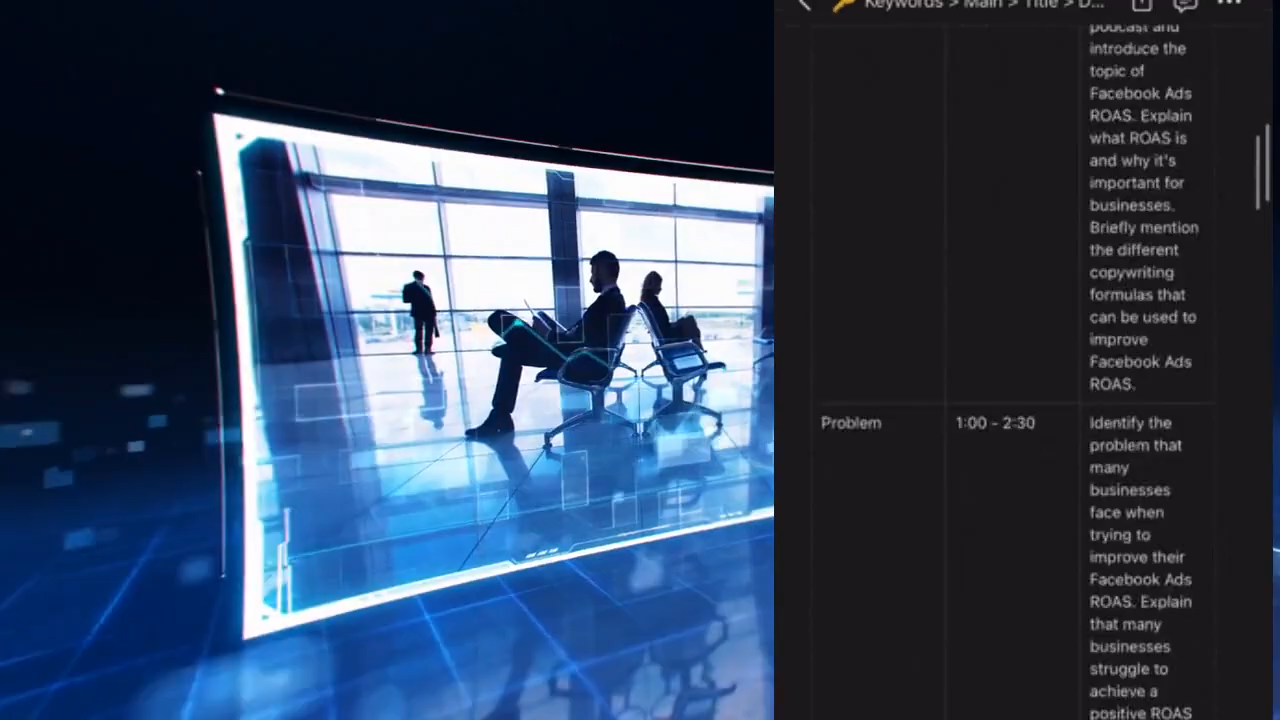 Keywords > Main > Title > D...
podcast and
introduce the
topic of
Facebook Ads
ROAS. Explain
what ROAS is
and why it's
important for
businesses.
Briefly mention
the different
copywriting
formulas that
can be used to
improve
Facebook Ads
ROAS.
Problem
1:00 - 2:30
Identify the
problem that
many
businesses
face when
trying to
improve their
Facebook Ads
ROAS. Explain
that many
businesses
struggle to
achieve a
positive ROAS